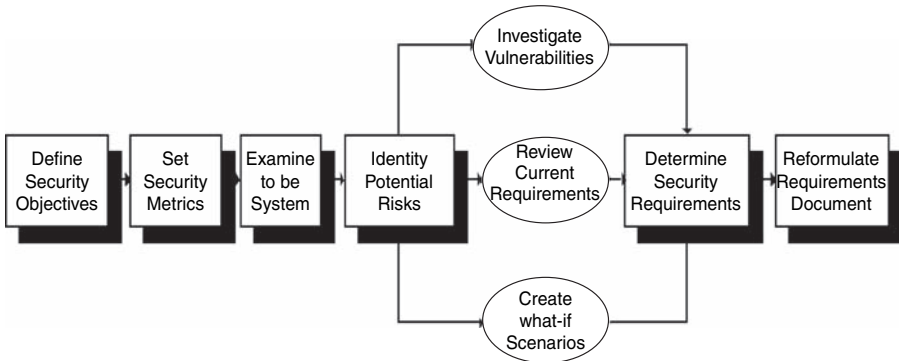 Define
Security
Objectives
Set
Security
Metrics
Examine
to be
System
Identity
Potential
Risks
Investigate
Vulnerabilities
Review
Current
Requirements
Create
what-if
Scenarios
Determine
Security
Requirements
Reformulate
Requirements
Document